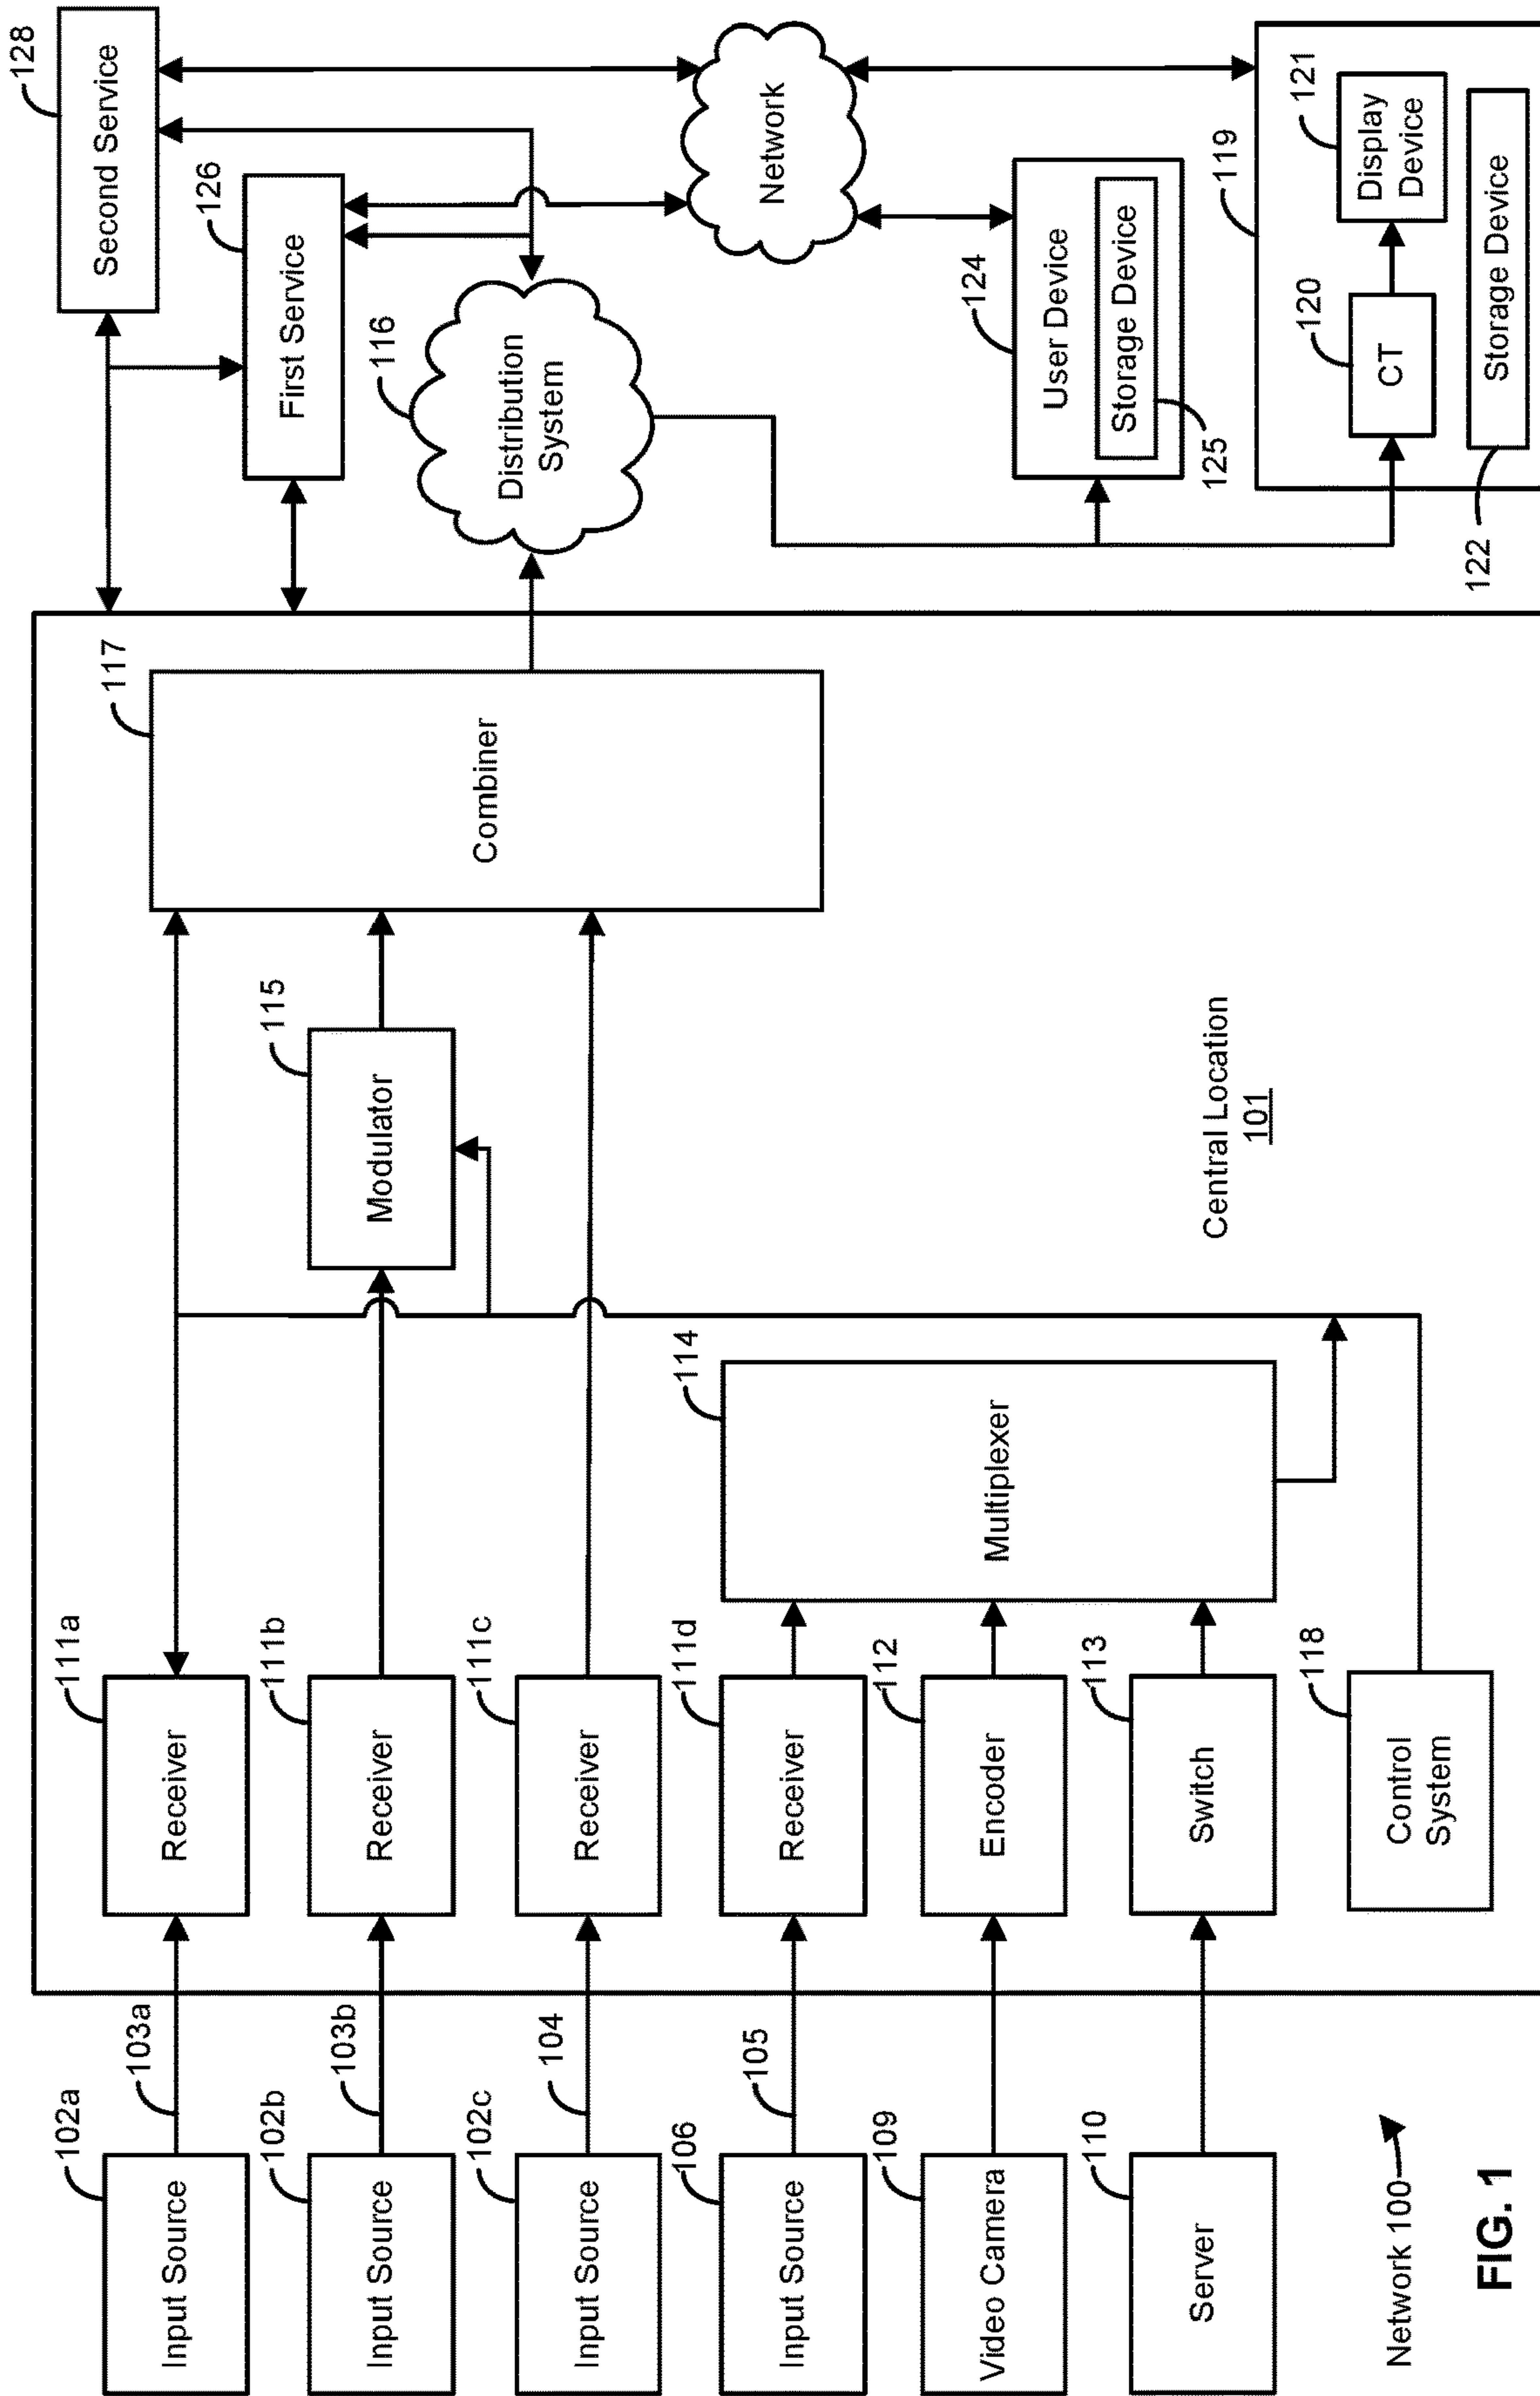 102a
Input Source
103a
111a
Receiver
102b
Input Source
103b
111b
Receiver
115
Modulator
102c
Input Source
104
111c
Receiver
106
Input Source
105
111d
Receiver
109
Video Camera
112
Encoder
110
Server
113
Switch
114
Multiplexer
118
Control
System
117
Combiner
Central Location
101
128
Second Service
126
First Service
116
Distribution
System
Network
124
User Device
Storage Device
125
119
120
CT
121
Display
Device
122
Storage Device
Network 100
FIG. 1